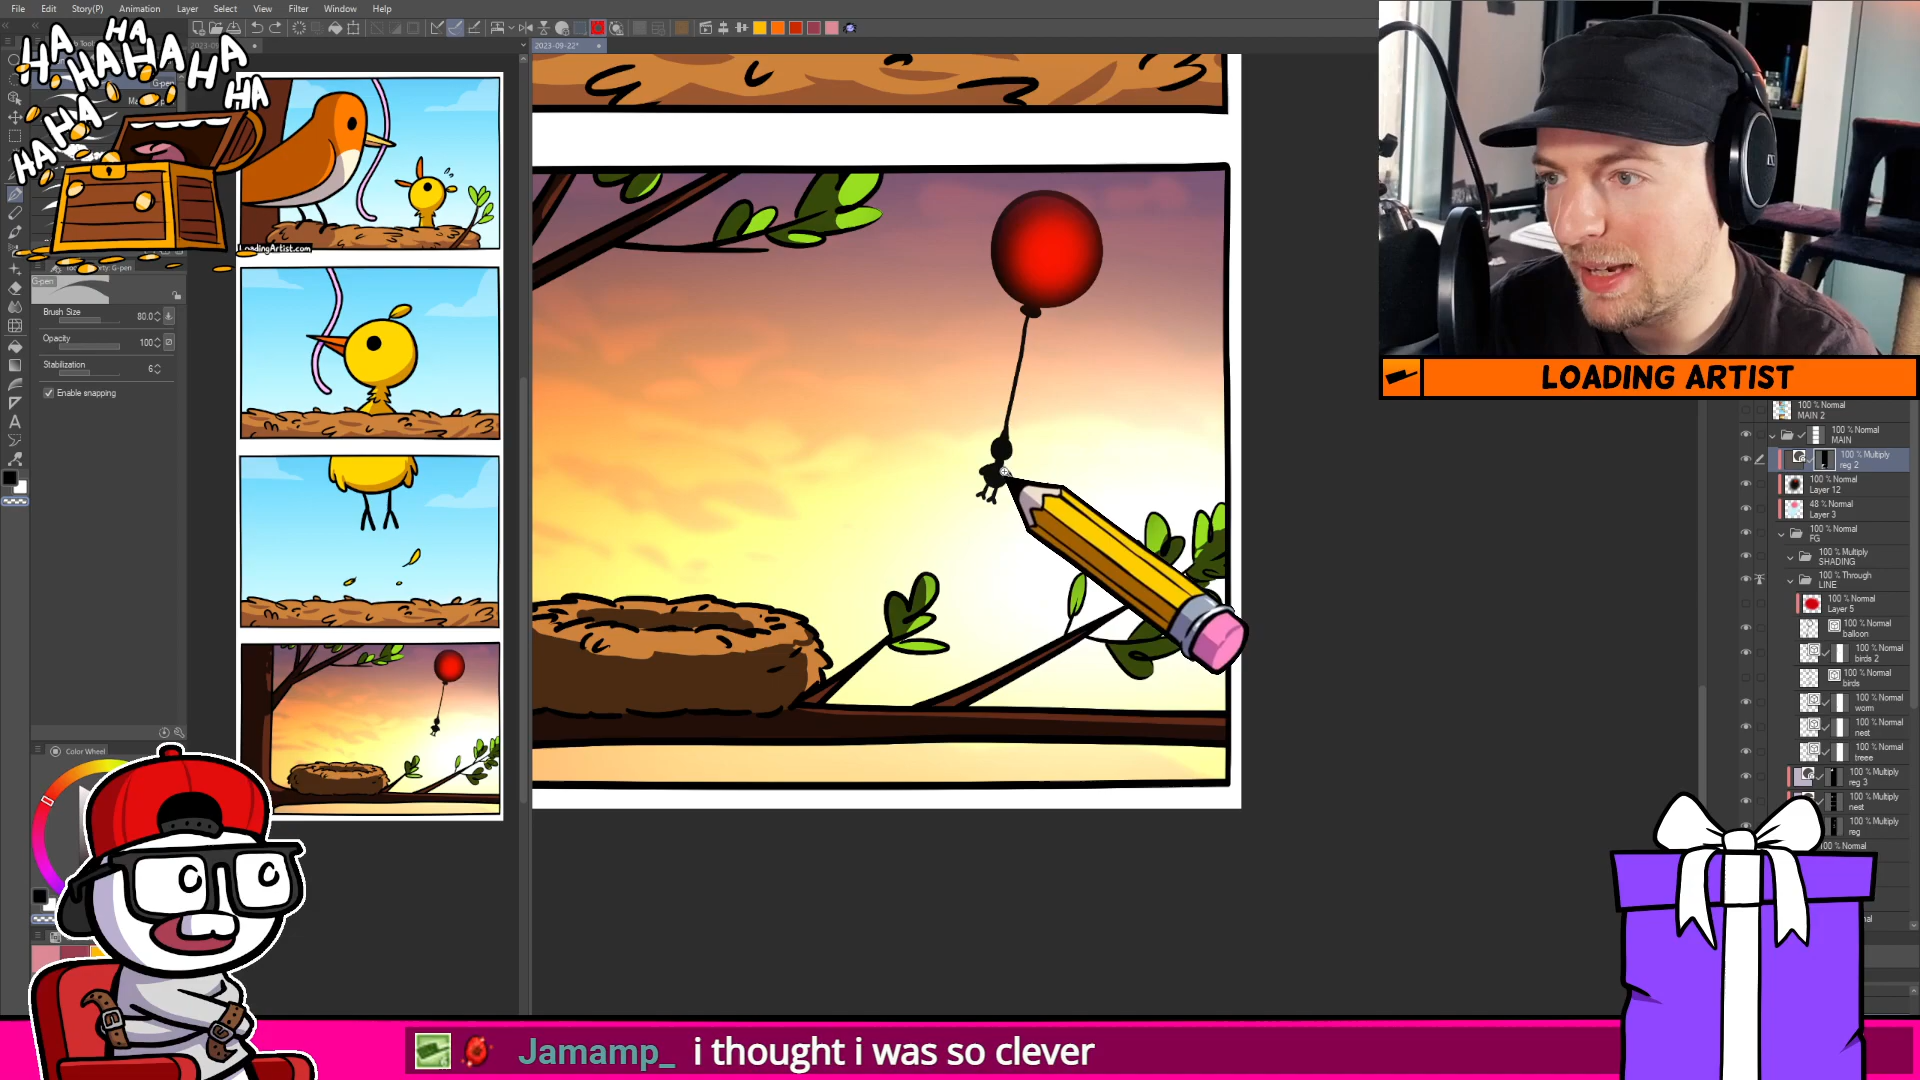 File Edit Story(P) Animation Layer Select View Filter Window Help
HA HA HA HA HA HA HA HA HA HA
2023-09-22*
G-pen
Brush Size 80.0
Opacity 100
Stabilization 6
Enable snapping
Color Wheel
LoadingArtist.com
LOADING ARTIST
MAIN 2
100 % Normal
MAIN
100 % Multiply
reg 2
100 % Normal
Layer 12
48 % Normal
Layer 3
100 % Normal
FG
100 % Multiply
SHADING
100 % Through
LINE
100 % Normal
Layer 5
100 % Normal
balloon
100 % Normal
birds 2
100 % Normal
birds
100 % Normal
worm
100 % Normal
nest
100 % Normal
treee
100 % Multiply
reg 3
100 % Multiply
nest
100 % Multiply
reg
100 % Normal
Jamamp_ i thought i was so clever